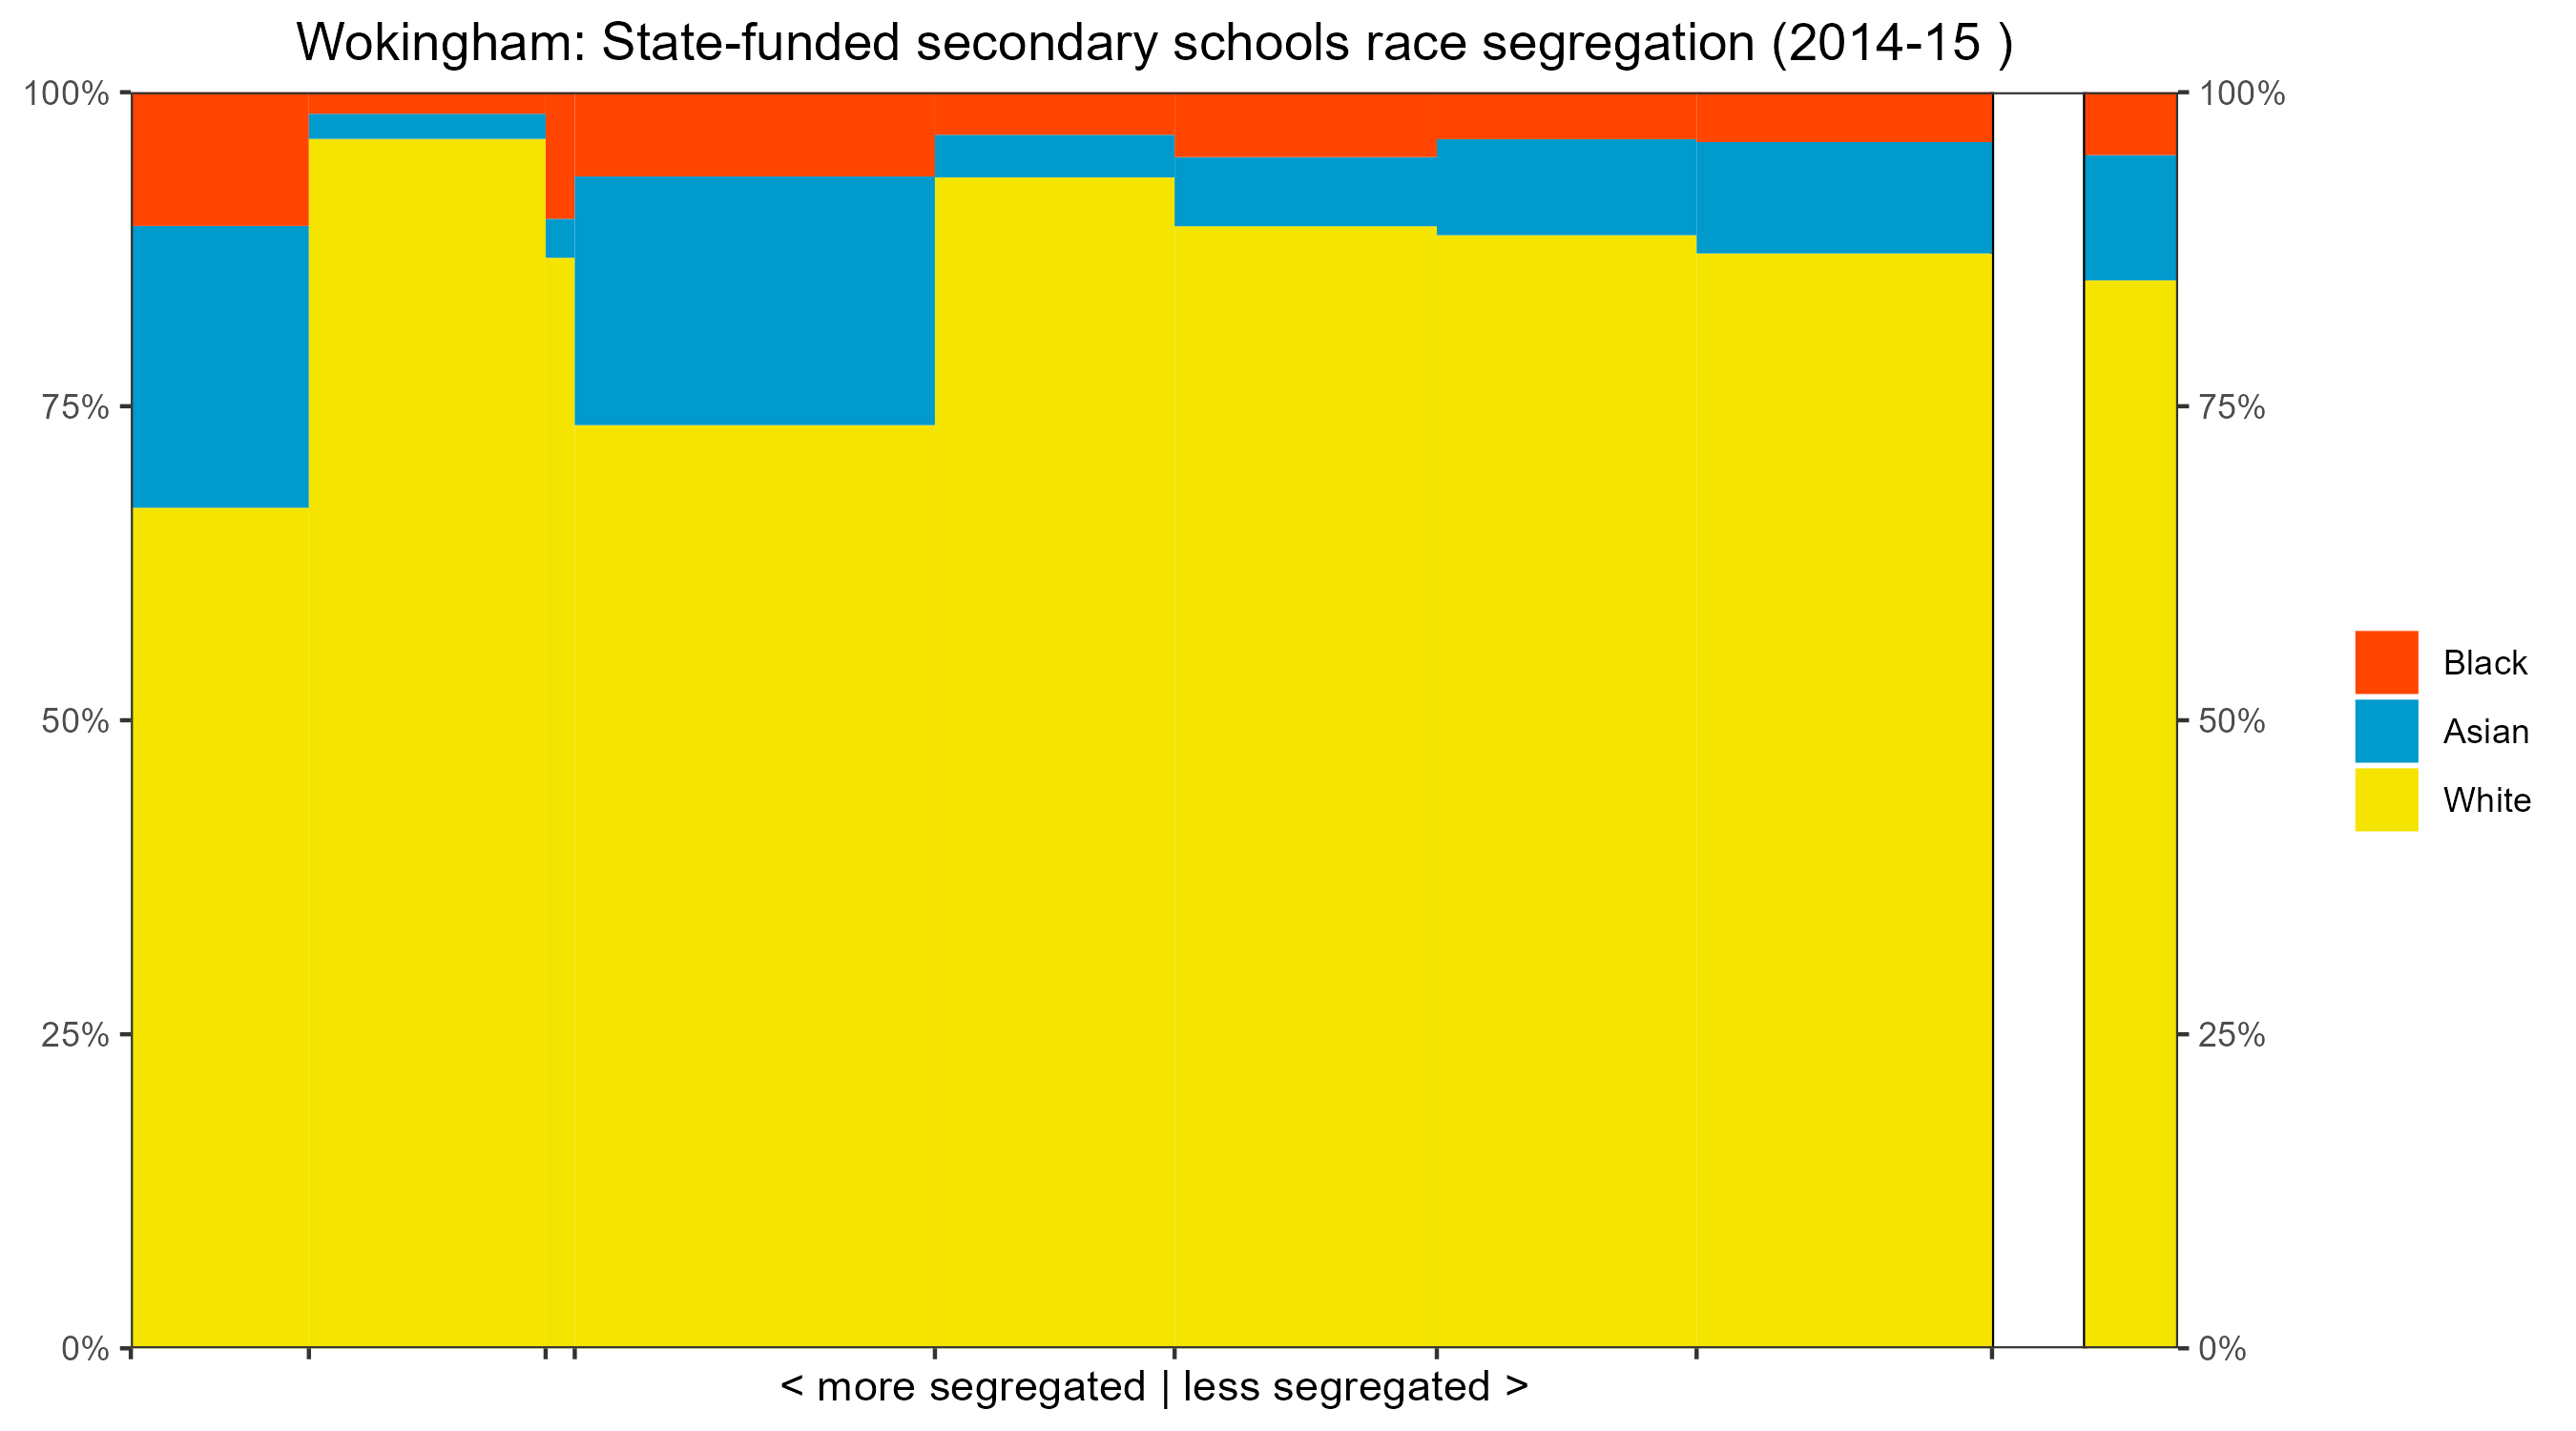 Wokingham: State-funded secondary schools race segregation (2014-15 )
100%
75%
50%
25%
0%
100%
75%
50%
25%
0%
Black
Asian
White
< more segregated | less segregated >